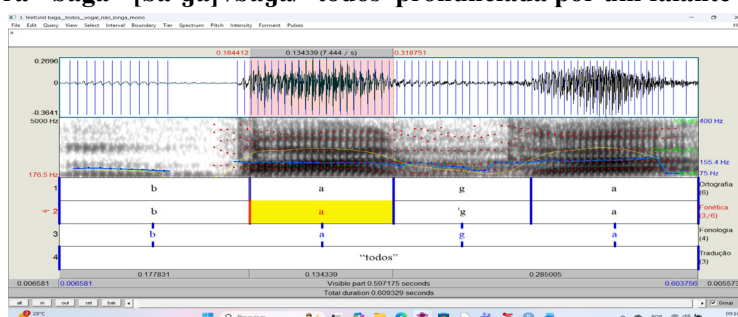 "baga" [ba'ga] /baga/ "todos" pronunciada por um falante
File Edit Query View Select Interval Boundary Tier Spectrum Pitch Intensity Formant Pulses
0.184412 0.134339 (7.444 / s) 0.318751
0.2696
0
-0.3641
5000 Hz 400 Hz
155.4 Hz
176.5 Hz 75 Hz
1 b a g a Ortografia (6)
2 b a 'g a Fonética (3/6)
3 b a g a Fonologia (4)
4 "todos" Tradução (3)
0.177831 0.134339 0.285005
0.006581 0.006581 Visible part 0.597175 seconds 0.603756 0.005573
Total duration 0.609329 seconds
all in out sel bak Group
28°C